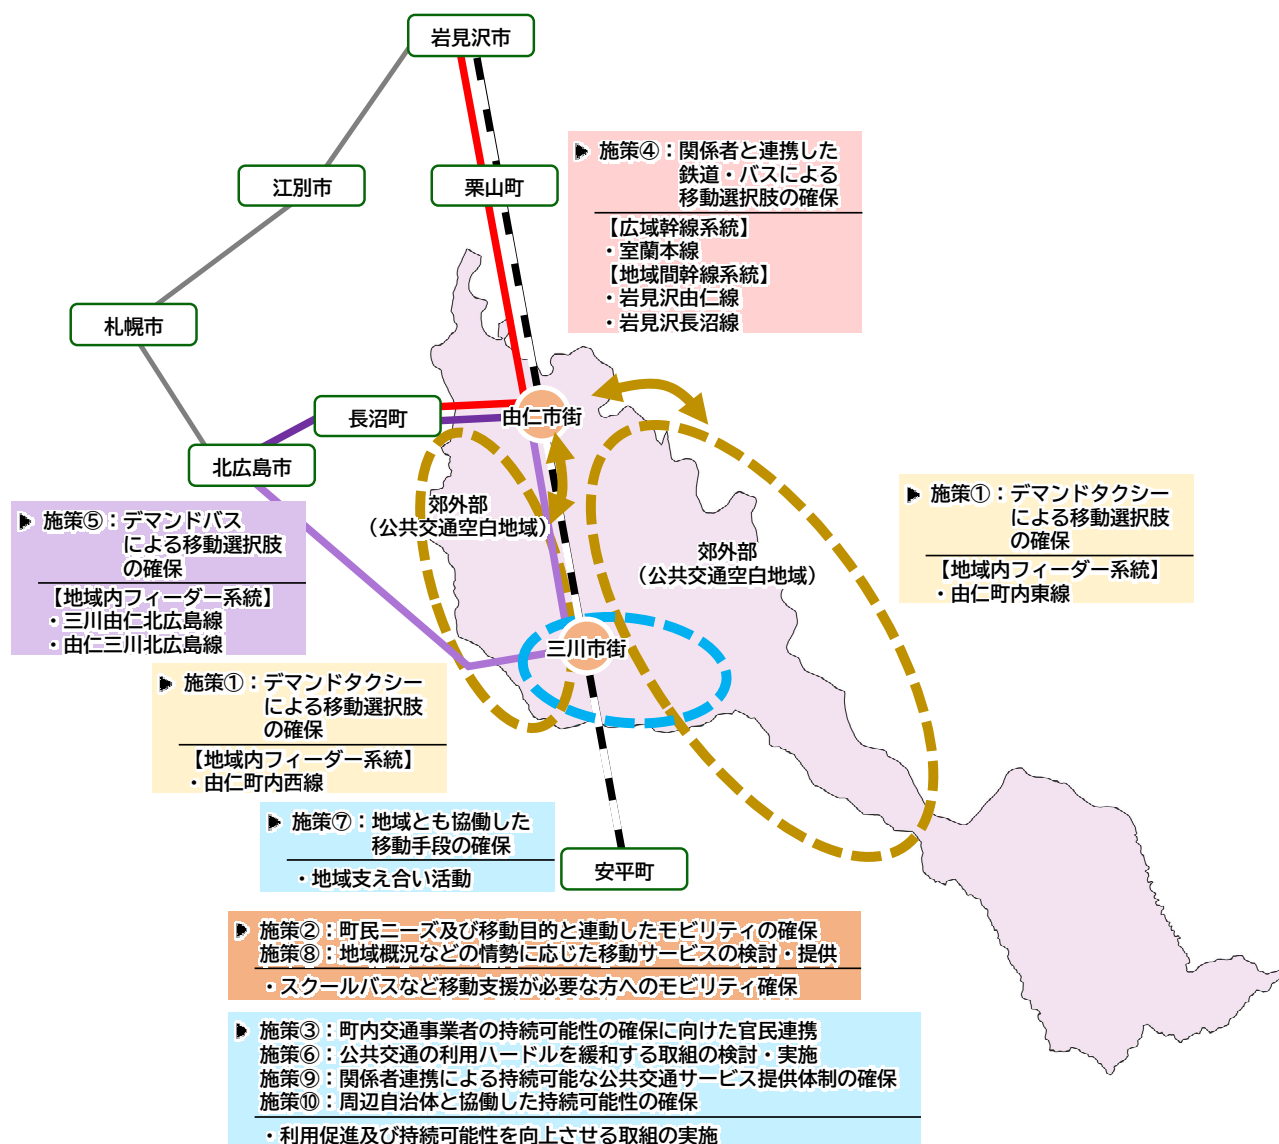 岩見沢市
江別市
栗山町
札幌市
長沼町
由仁市街
北広島市
▶ 施策④：関係者と連携した
鉄道・バスによる
移動選択肢の確保
【広域幹線系統】
・室蘭本線
【地域間幹線系統】
・岩見沢由仁線
・岩見沢長沼線
郊外部
（公共交通空白地域）
郊外部
（公共交通空白地域）
▶ 施策①：デマンドタクシー
による移動選択肢
の確保
【地域内フィーダー系統】
・由仁町内東線
▶ 施策⑤：デマンドバス
による移動選択肢
の確保
【地域内フィーダー系統】
・三川由仁北広島線
・由仁三川北広島線
三川市街
▶ 施策①：デマンドタクシー
による移動選択肢
の確保
【地域内フィーダー系統】
・由仁町内西線
▶ 施策⑦：地域とも協働した
移動手段の確保
・地域支え合い活動
安平町
▶ 施策②：町民ニーズ及び移動目的と連動したモビリティの確保
施策⑧：地域概況などの情勢に応じた移動サービスの検討・提供
・スクールバスなど移動支援が必要な方へのモビリティ確保
▶ 施策③：町内交通事業者の持続可能性の確保に向けた官民連携
施策⑥：公共交通の利用ハードルを緩和する取組の検討・実施
施策⑨：関係者連携による持続可能な公共交通サービス提供体制の確保
施策⑩：周辺自治体と協働した持続可能性の確保
・利用促進及び持続可能性を向上させる取組の実施